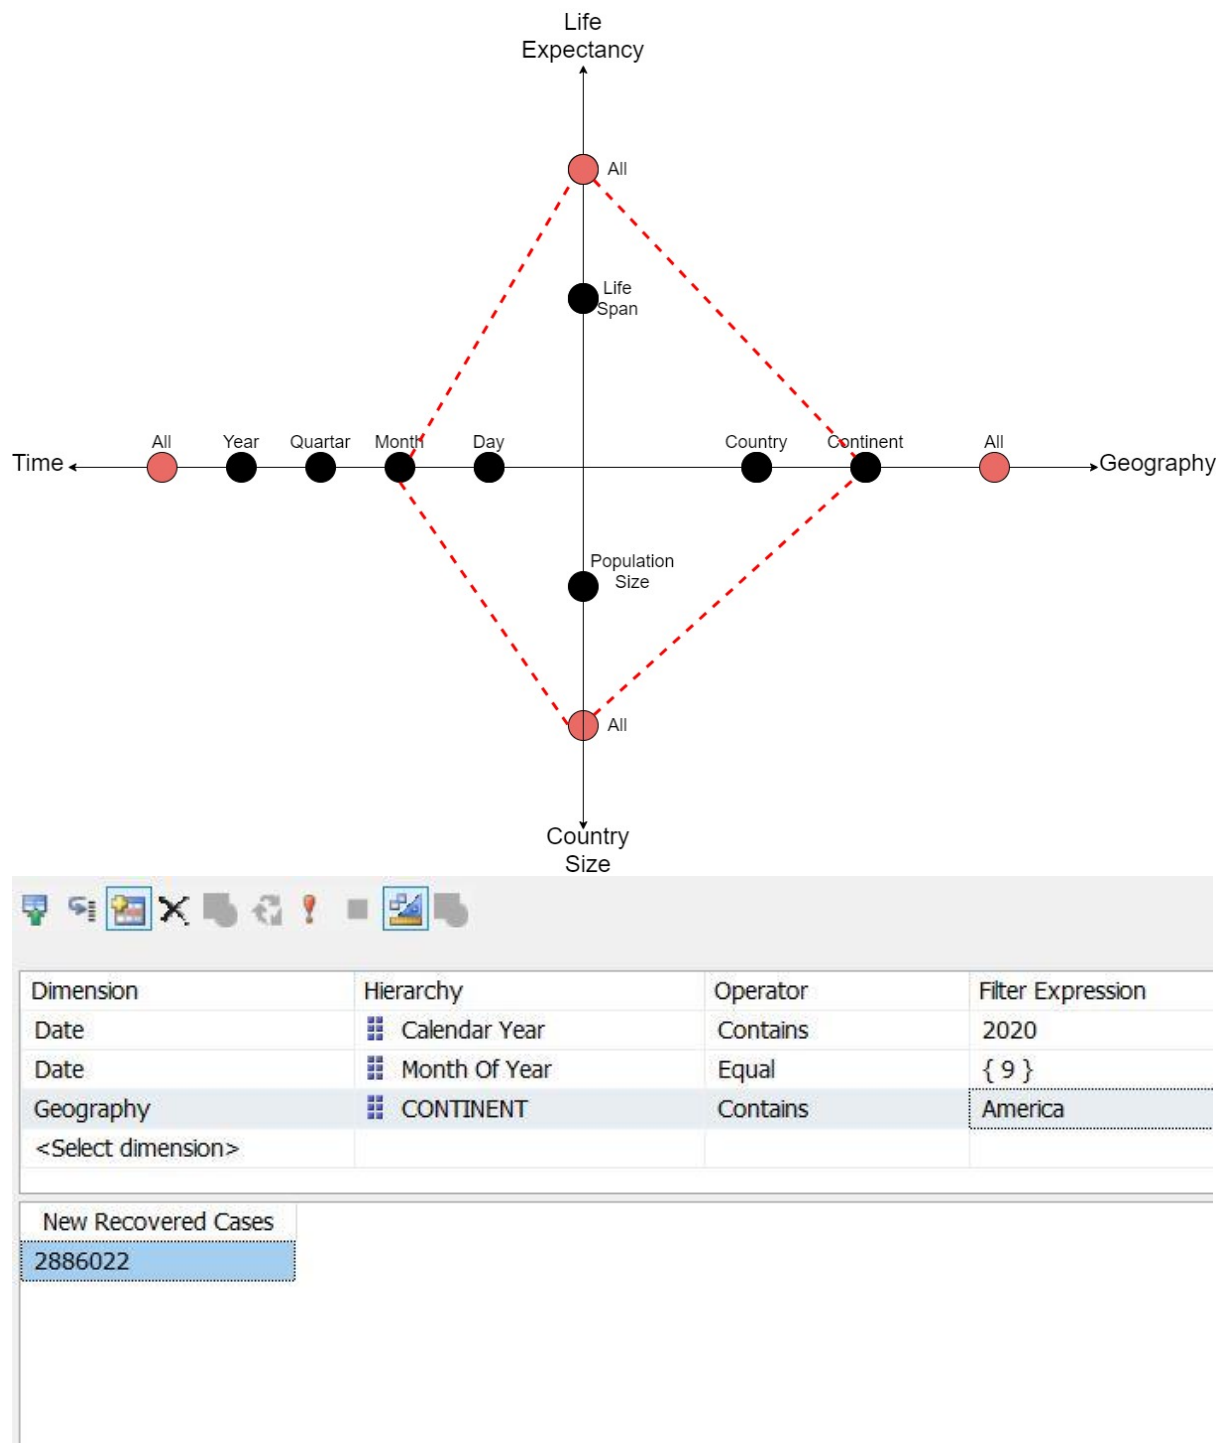 Life
Expectancy
All
Life
Span
All
Year
Quartar
Month
Day
Country
Continent
All
Time
Geography
Population
Size
All
Country
Size
Dimension Hierarchy Operator Filter Expression
Date Calendar Year Contains 2020
Date Month Of Year Equal { 9 }
Geography CONTINENT Contains America
<Select dimension>
New Recovered Cases
2886022